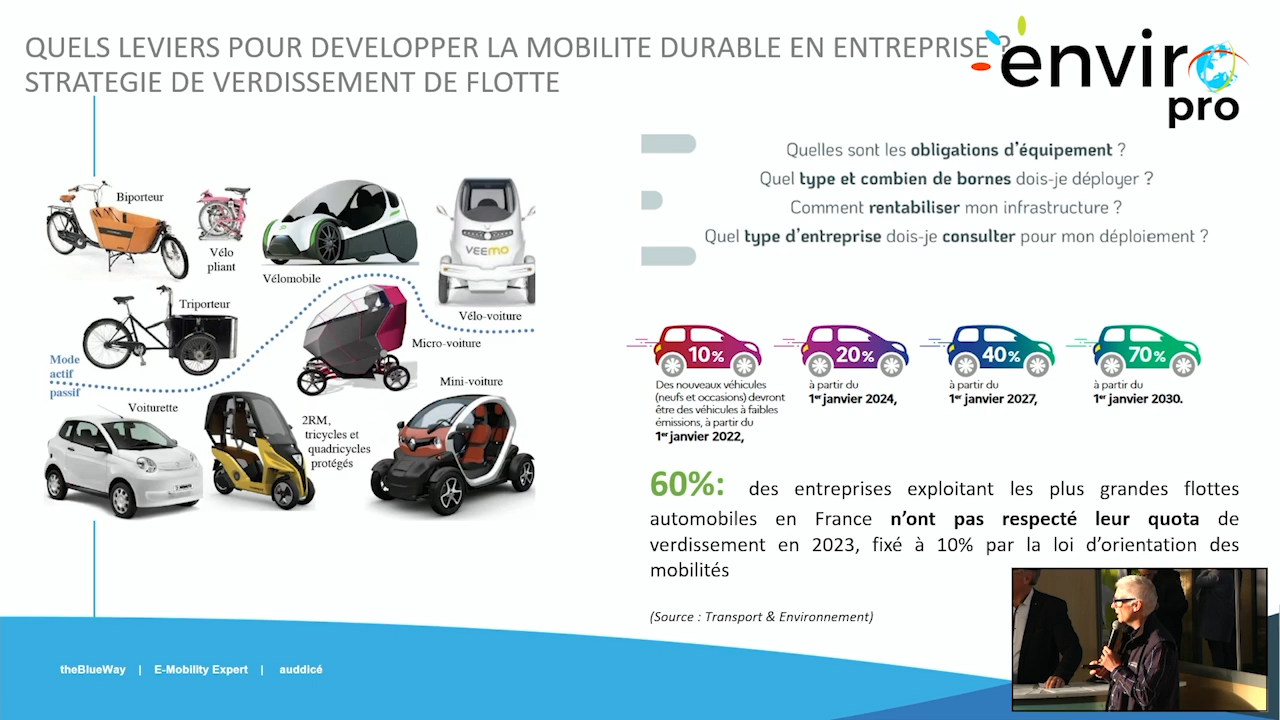 QUELS LEVIERS POUR DEVELOPPER LA MOBILITE DURABLE EN ENTREPRISE ?
STRATEGIE DE VERDISSEMENT DE FLOTTE
envir
pro
Biporteur
Vélo
pliant
Vélomobile
VEEMO
Vélo-voiture
Triporteur
Micro-voiture
Mode
actif
passif
Voiturette
2RM,
tricycles et
quadricycles
protégés
Mini-voiture
Quelles sont les obligations d'équipement ?
Quel type et combien de bornes dois-je déployer ?
Comment rentabiliser mon infrastructure ?
Quel type d'entreprise dois-je consulter pour mon déploiement ?
10%
20%
40%
70%
Des nouveaux véhicules
(neufs et occasions) devront
être des véhicules à faibles
émissions, à partir du
1er janvier 2022,
à partir du
1er janvier 2024,
à partir du
1er janvier 2027,
à partir du
1er janvier 2030.
60%: des entreprises exploitant les plus grandes flottes
automobiles en France n'ont pas respecté leur quota de
verdissement en 2023, fixé à 10% par la loi d'orientation des
mobilités
(Source : Transport & Environnement)
theBlueWay | E-Mobility Expert | auddicé